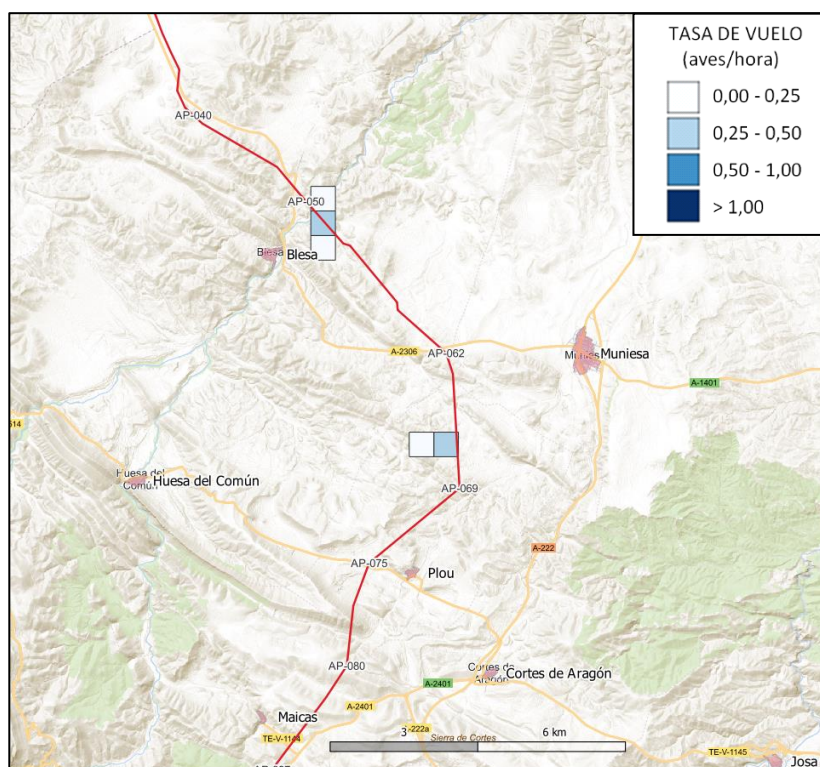 TASA DE VUELO
(aves/hora)
0,00 - 0,25
0,25 - 0,50
0,50 - 1,00
> 1,00
AP-040
AP-050
Blesa
Blesa
A-2306
AP-062
Muniesa
A-1401
Huesa del
Común
Huesa del Común
AP-069
A-222
AP-075
Plou
AP-080
Cortes de
Aragón
Cortes de Aragón
A-2401
A-2401
Maicas
TE-V-1144
3
6 km
Sierra de Cortes
TE-V-1145
Josa